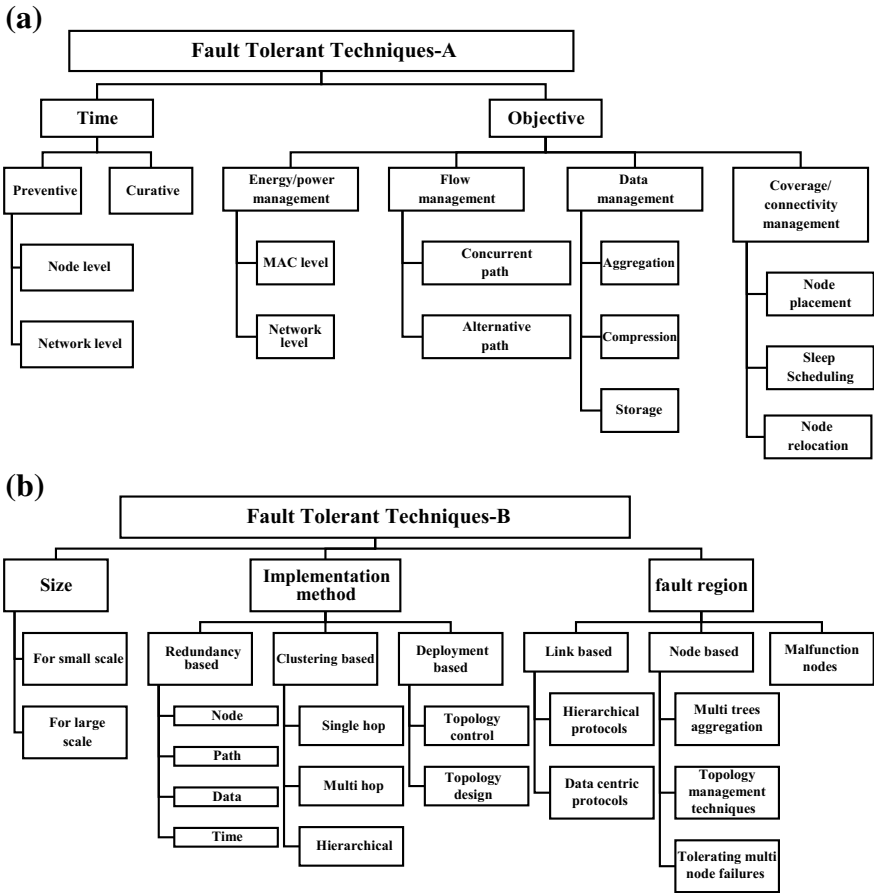 (a)
Fault Tolerant Techniques-A
Time
Objective
Preventive
Curative
Energy/power
management
Flow
management
Data
management
Coverage/
connectivity
management
Node level
Network level
MAC level
Network
level
Concurrent
path
Alternative
path
Aggregation
Compression
Storage
Node
placement
Sleep
Scheduling
Node
relocation
(b)
Fault Tolerant Techniques-B
Size
Implementation
method
fault region
For small scale
For large
scale
Redundancy
based
Clustering based
Deployment
based
Link based
Node based
Malfunction
nodes
Node
Path
Data
Time
Single hop
Multi hop
Hierarchical
Topology
control
Topology
design
Hierarchical
protocols
Data centric
protocols
Multi trees
aggregation
Topology
management
techniques
Tolerating multi
node failures